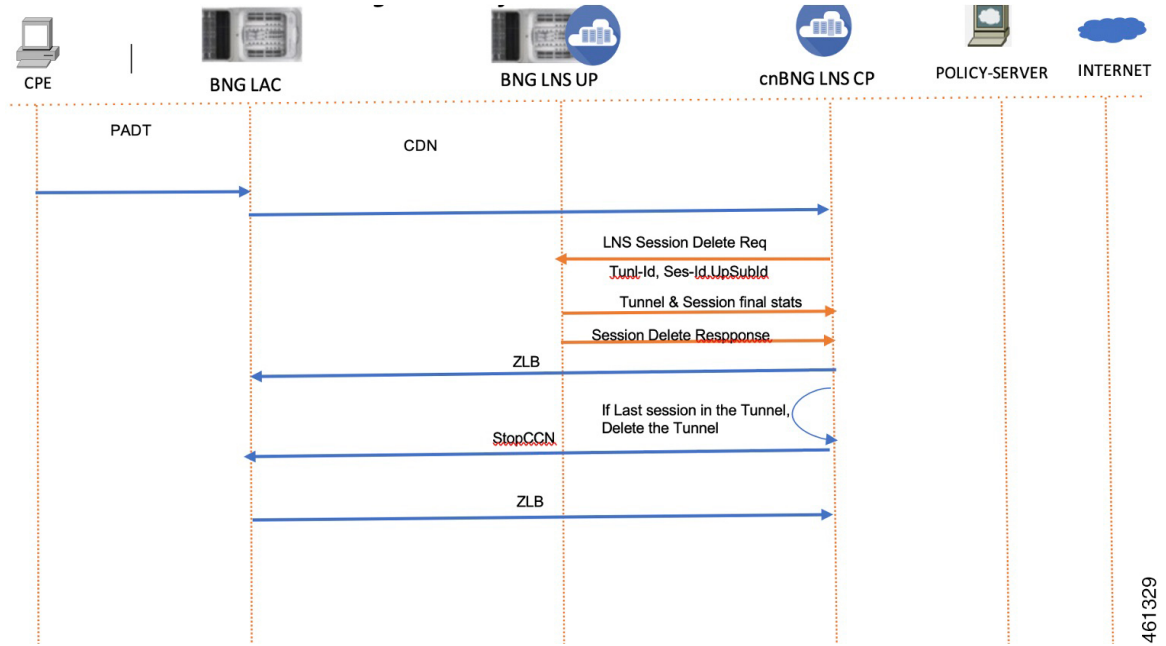 CPE
BNG LAC
BNG LNS UP
cnBNG LNS CP
POLICY-SERVER
INTERNET
PADT
CDN
LNS Session Delete Req
Tunl-Id, Ses-Id,UpSubId
Tunnel & Session final stats
Session Delete Respponse
ZLB
If Last session in the Tunnel,
Delete the Tunnel
StopCCN
ZLB
461329